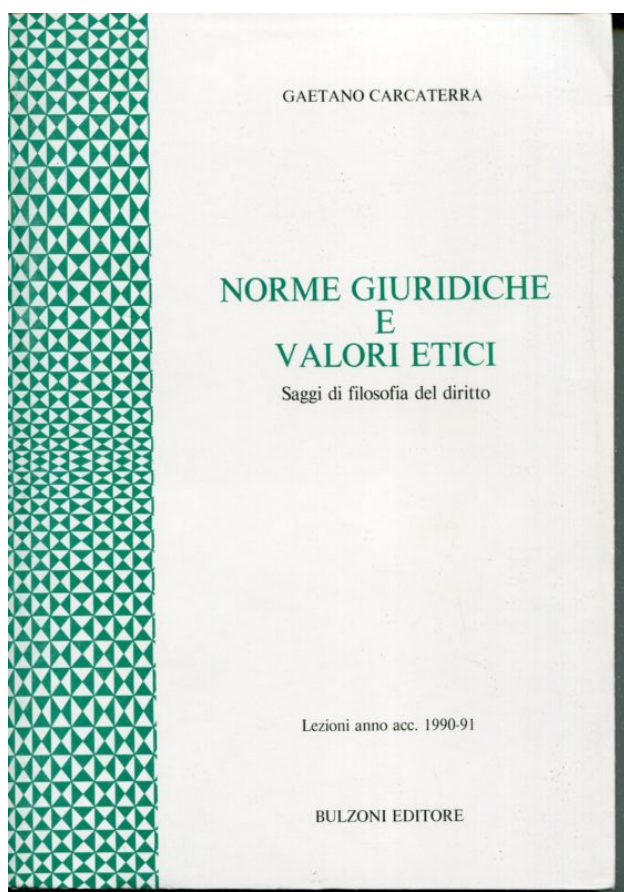 GAETANO CARCATERRA
NORME GIURIDICHE
E
VALORI ETICI
Saggi di filosofia del diritto
Lezioni anno acc. 1990-91
BULZONI EDITORE